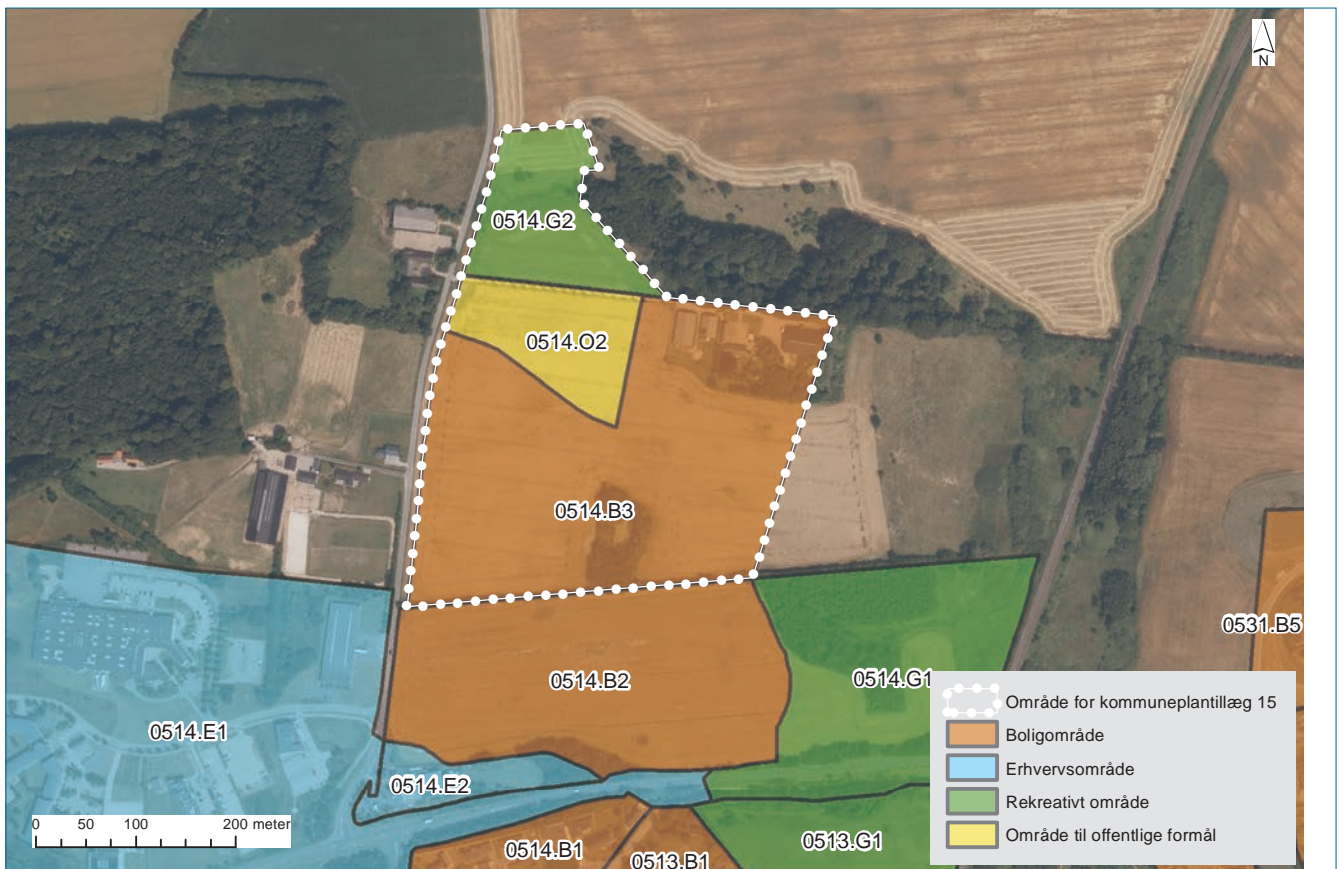 N
0514.G2
0514.O2
0514.B3
0531.B5
0514.B2
0514.G1
0514.E1
0514.E2
0514.B1
0513.B1
0513.G1
0 50 100 200 meter
Område for kommuneplantillæg 15
Boligområde
Erhvervsområde
Rekreativt område
Område til offentlige formål